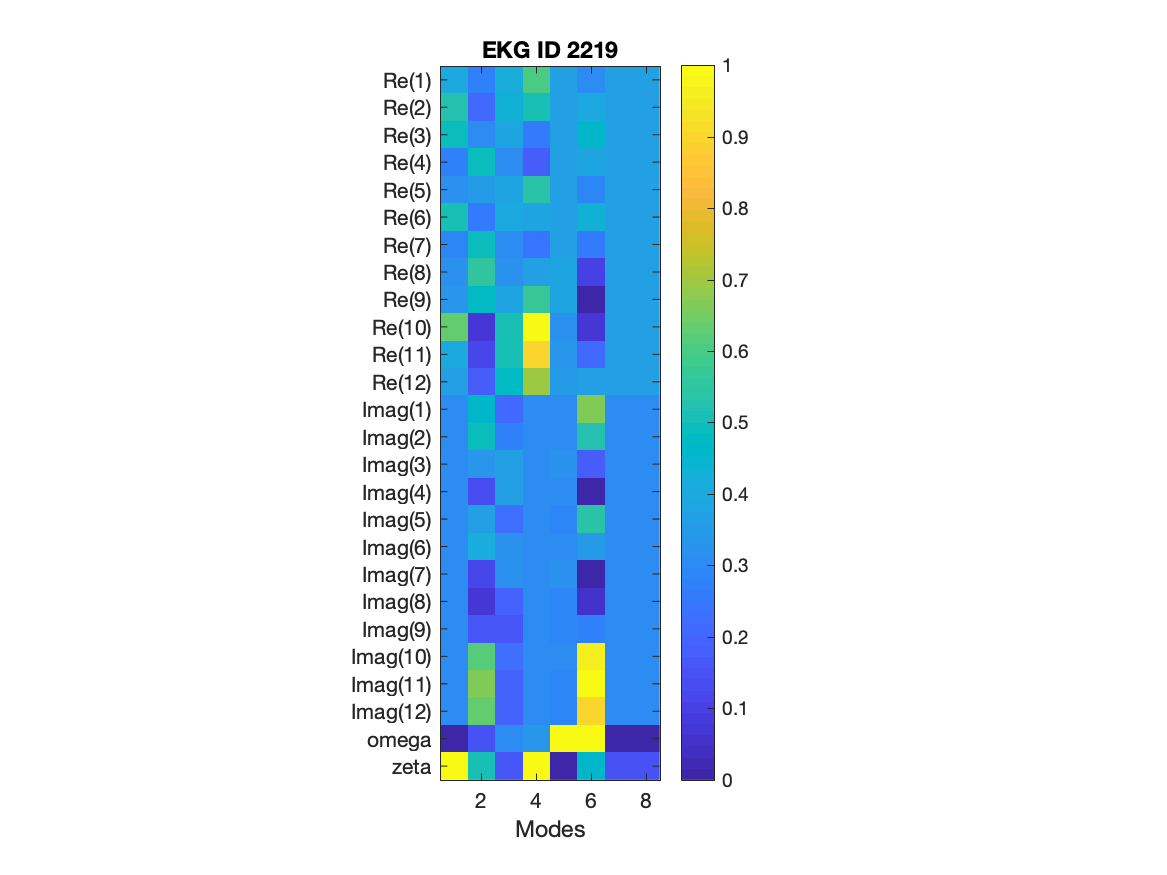 EKG ID 2219
Re(1)
Re(2)
Re(3)
Re(4)
Re(5)
Re(6)
Re(7)
Re(8)
Re(9)
Re(10)
Re(11)
Re(12)
Imag(1)
Imag(2)
Imag(3)
Imag(4)
Imag(5)
Imag(6)
Imag(7)
Imag(8)
Imag(9)
Imag(10)
Imag(11)
Imag(12)
omega
zeta
2 4 6 8
Modes
1
0.9
0.8
0.7
0.6
0.5
0.4
0.3
0.2
0.1
0